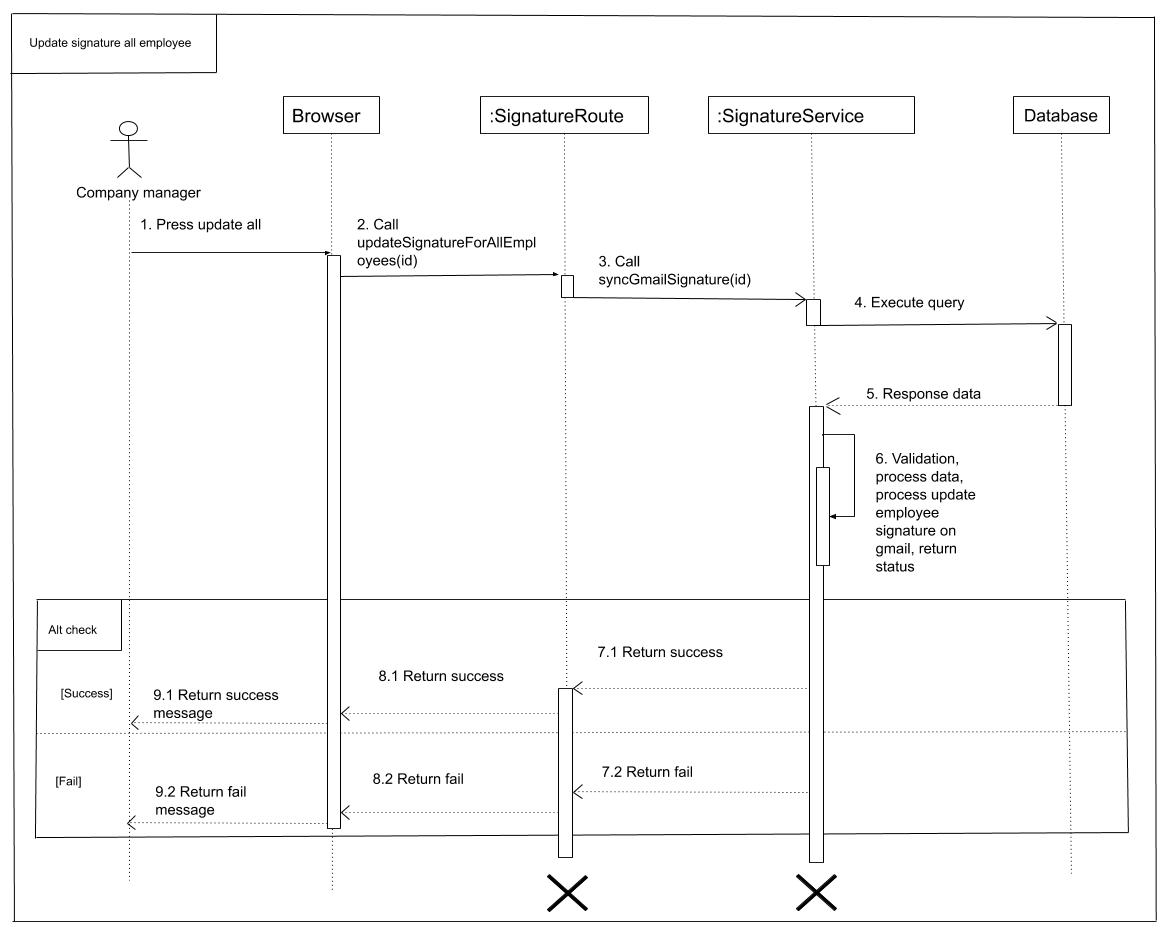 Update signature all employee
Browser
:SignatureRoute
:SignatureService
Database
Company manager
1. Press update all
2. Call
updateSignatureForAllEmpl
oyees(id)
3. Call
syncGmailSignature(id)
4. Execute query
5. Response data
6. Validation,
process data,
process update
employee
signature on
gmail, return
status
Alt check
7.1 Return success
8.1 Return success
[Success]
9.1 Return success
message
7.2 Return fail
8.2 Return fail
[Fail]
9.2 Return fail
message